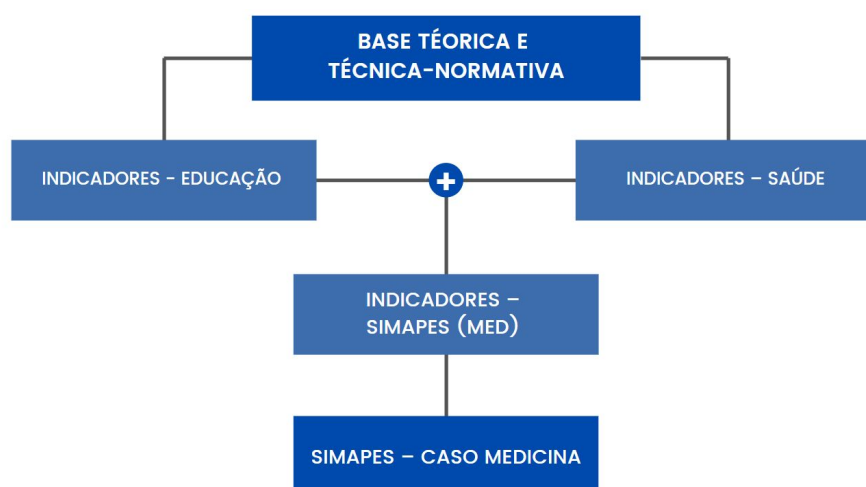 BASE TÉORICA E
TÉCNICA-NORMATIVA
INDICADORES - EDUCAÇÃO
+
INDICADORES – SAÚDE
INDICADORES –
SIMAPES (MED)
SIMAPES – CASO MEDICINA